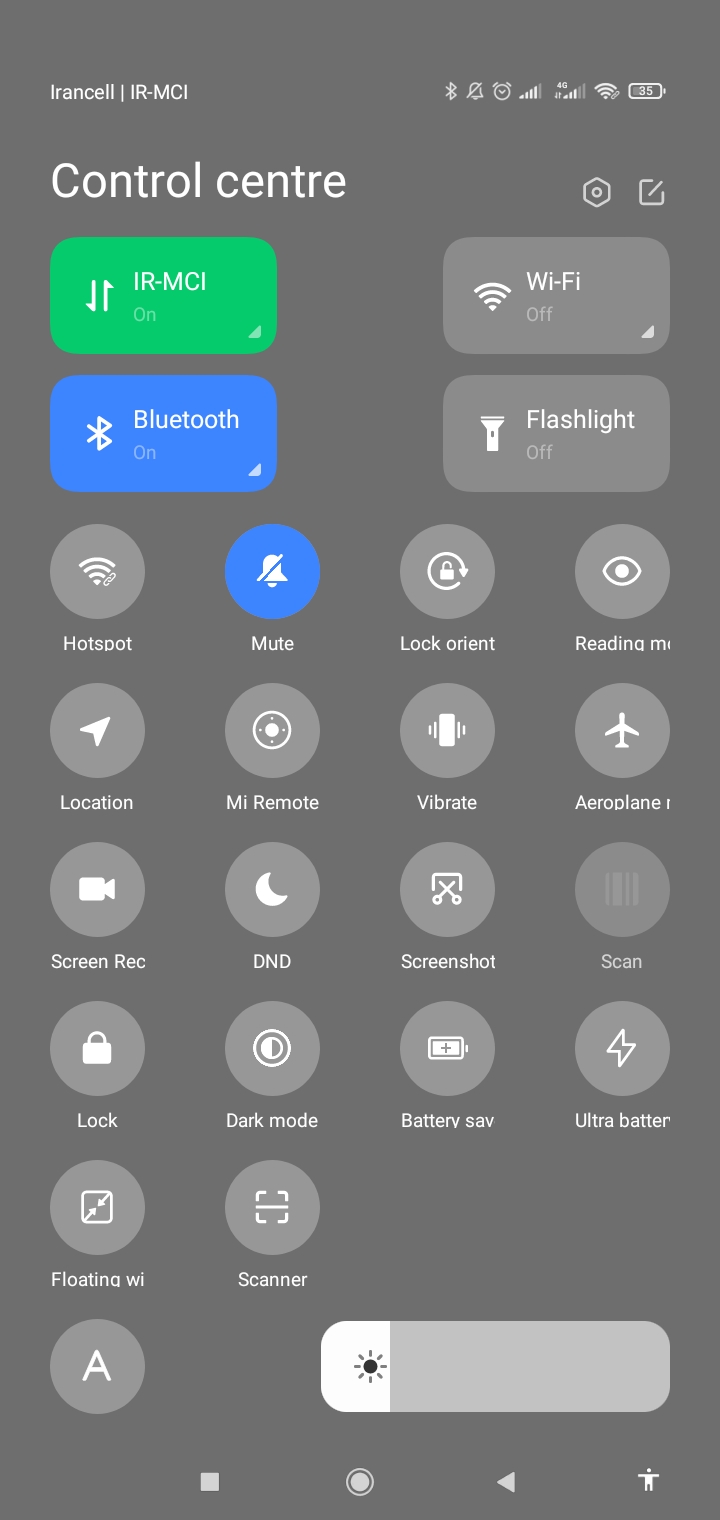 Irancell | IR-MCI
4G
35
Control centre
IR-MCI
On
Wi-Fi
Off
Bluetooth
On
Flashlight
Off
Hotspot
Mute
Lock orient
Reading mo
Location
Mi Remote
Vibrate
Aeroplane r
Screen Rec
DND
Screenshot
Scan
Lock
Dark mode
Battery sav
Ultra batter
Floating wi
Scanner
A